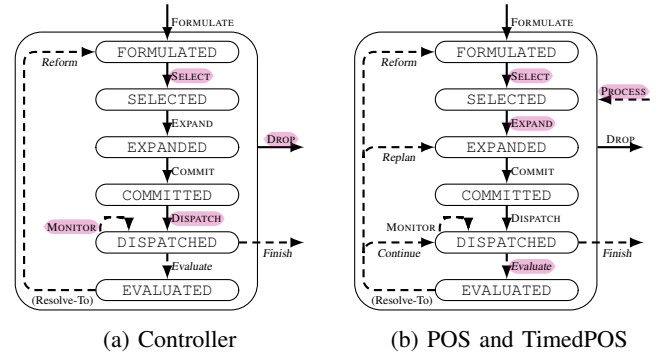 FORMULATE
FORMULATED
Reform
SELECT
SELECTED
EXPAND
EXPANDED
DROP
COMMIT
COMMITTED
MONITOR
DISPATCH
DISPATCHED
Finish
Evaluate
(Resolve-To)
EVALUATED
(a) Controller
FORMULATE
FORMULATED
Reform
SELECT
PROCESS
SELECTED
EXPAND
EXPANDED
DROP
Replan
COMMIT
COMMITTED
MONITOR
DISPATCH
DISPATCHED
Continue
Finish
Evaluate
(Resolve-To)
EVALUATED
(b) POS and TimedPOS